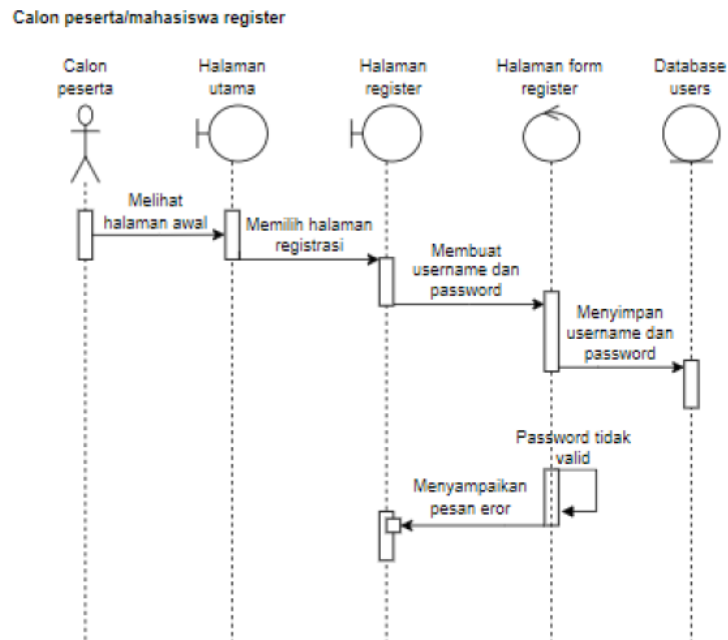 Calon peserta/mahasiswa register
Calon
peserta
Halaman
utama
Halaman
register
Halaman form
register
Database
users
Melihat
halaman awal
Memilih halaman
registrasi
Membuat
username dan
password
Menyimpan
username dan
password
Password tidak
valid
Menyampaikan
pesan eror